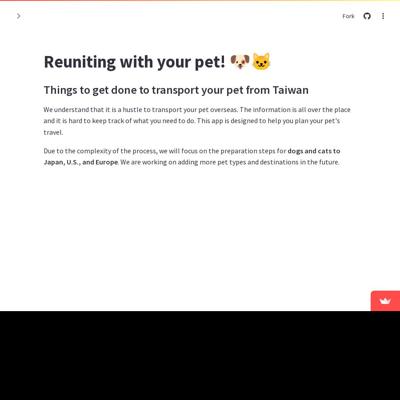 Fork
Reuniting with your pet! 🐶🐱
Things to get done to transport your pet from Taiwan
We understand that it is a hustle to transport your pet overseas. The information is all over the place
and it is hard to keep track of what you need to do. This app is designed to help you plan your pet's
travel.
Due to the complexity of the process, we will focus on the preparation steps for dogs and cats to
Japan, U.S., and Europe. We are working on adding more pet types and destinations in the future.